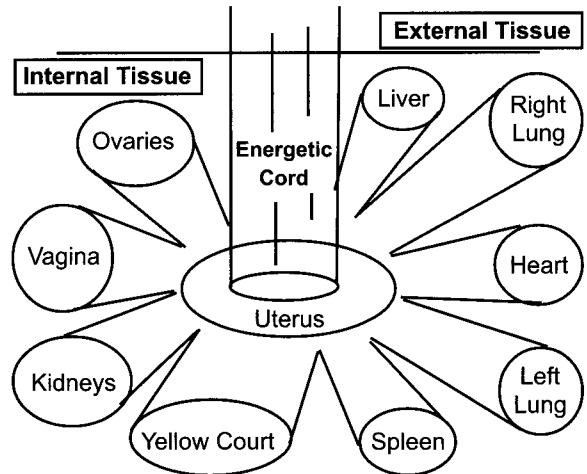 External Tissue
Internal Tissue
Liver
Right
Lung
Ovaries
Energetic
Cord
Vagina
Heart
Uterus
Kidneys
Left
Lung
Yellow Court
Spleen